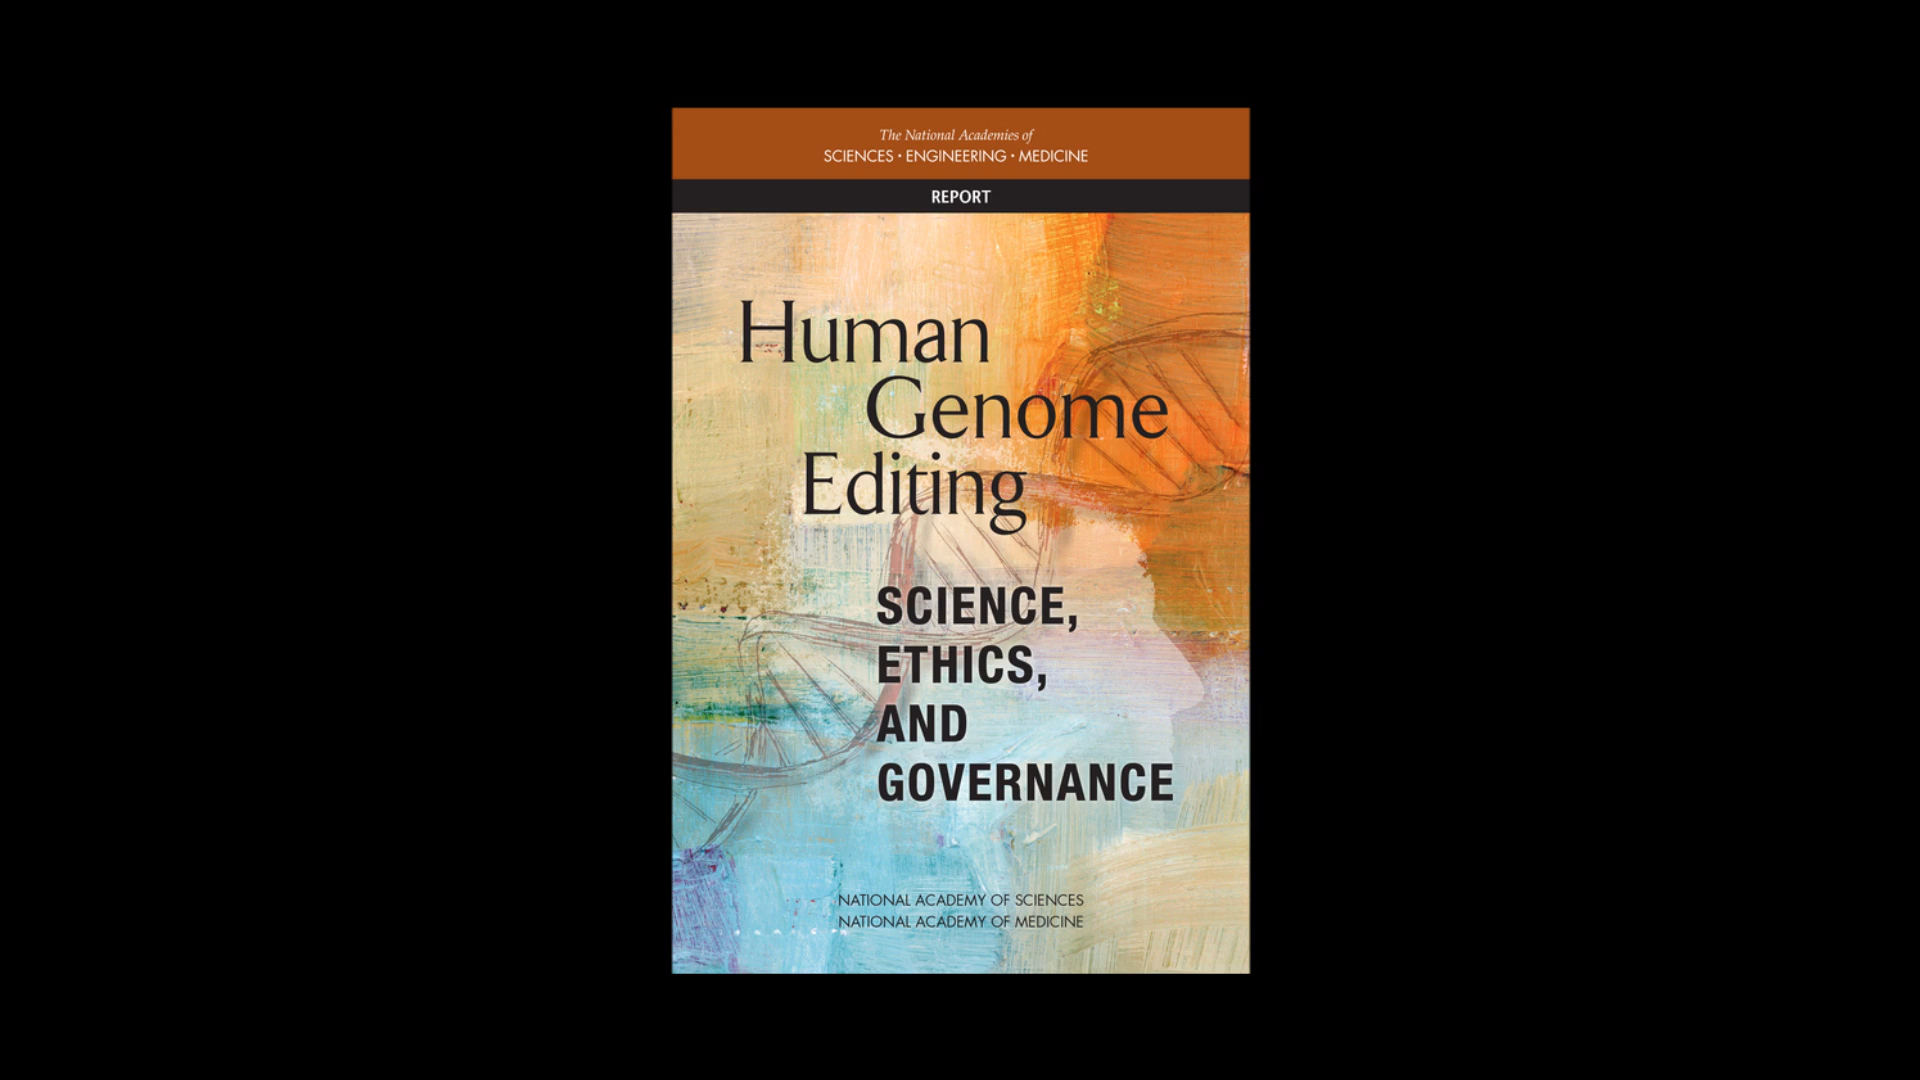 The National Academies of
SCIENCES • ENGINEERING • MEDICINE
REPORT
Human
Genome
Editing
SCIENCE,
ETHICS,
AND
GOVERNANCE
NATIONAL ACADEMY OF SCIENCES
NATIONAL ACADEMY OF MEDICINE